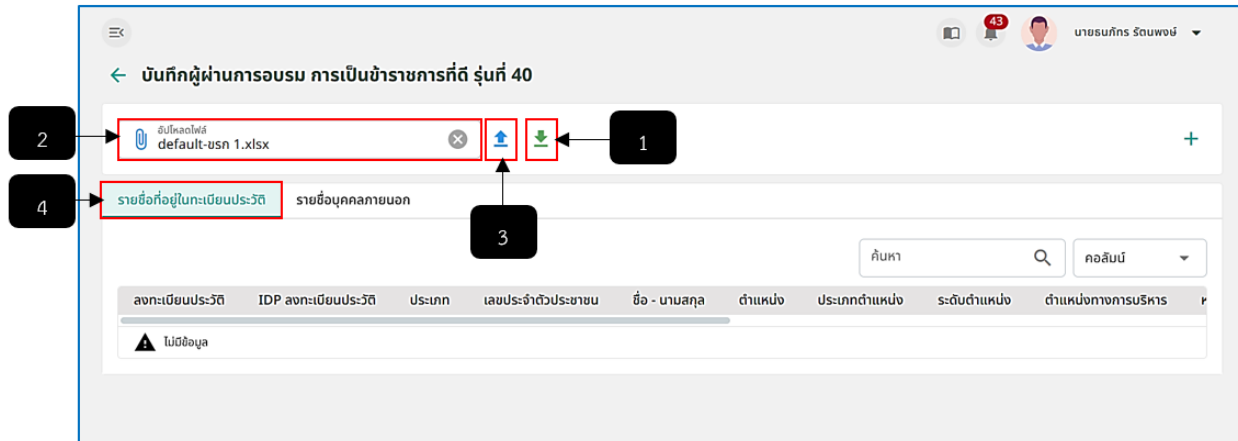 43
นายธนภัทร รัตนพงษ์
บันทึกผู้ผ่านการอบรม การเป็นข้าราชการที่ดี รุ่นที่ 40
2
อัปโหลดไฟล์
default-ขรก 1.xlsx
1
4
รายชื่อที่อยู่ในทะเบียนประวัติ รายชื่อบุคคลภายนอก
3
ค้นหา คอลัมน์
ลงทะเบียนประวัติ IDP ลงทะเบียนประวัติ ประเภท เลขประจำตัวประชาชน ชื่อ - นามสกุล ตำแหน่ง ประเภทตำแหน่ง ระดับตำแหน่ง ตำแหน่งทางการบริหาร
ไม่มีข้อมูล